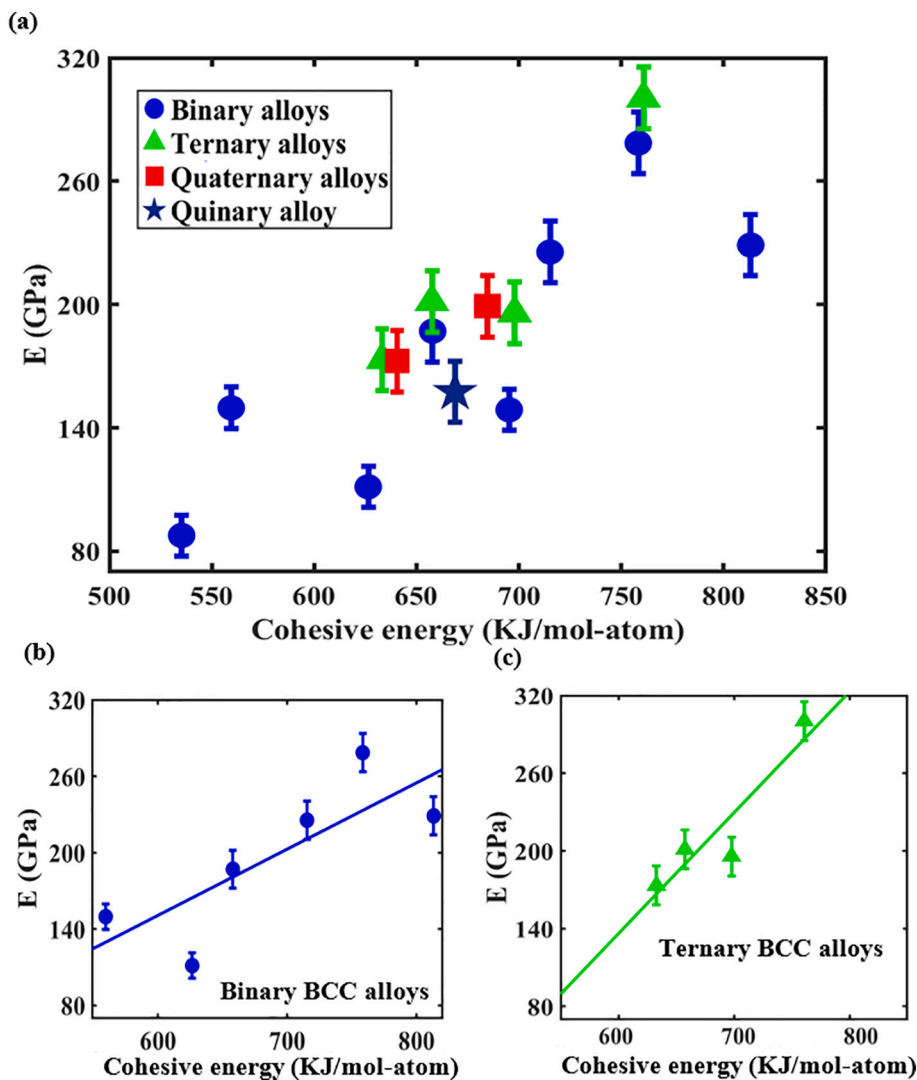 (a)
320
260
200
140
80
E (GPa)
Binary alloys
Ternary alloys
Quaternary alloys
Quinary alloy
500 550 600 650 700 750 800 850
Cohesive energy (KJ/mol-atom)
(b)
320
260
200
140
80
E (GPa)
Binary BCC alloys
600 700 800
Cohesive energy (KJ/mol-atom)
(c)
320
260
200
140
80
E (GPa)
Ternary BCC alloys
600 700 800
Cohesive energy (KJ/mol-atom)